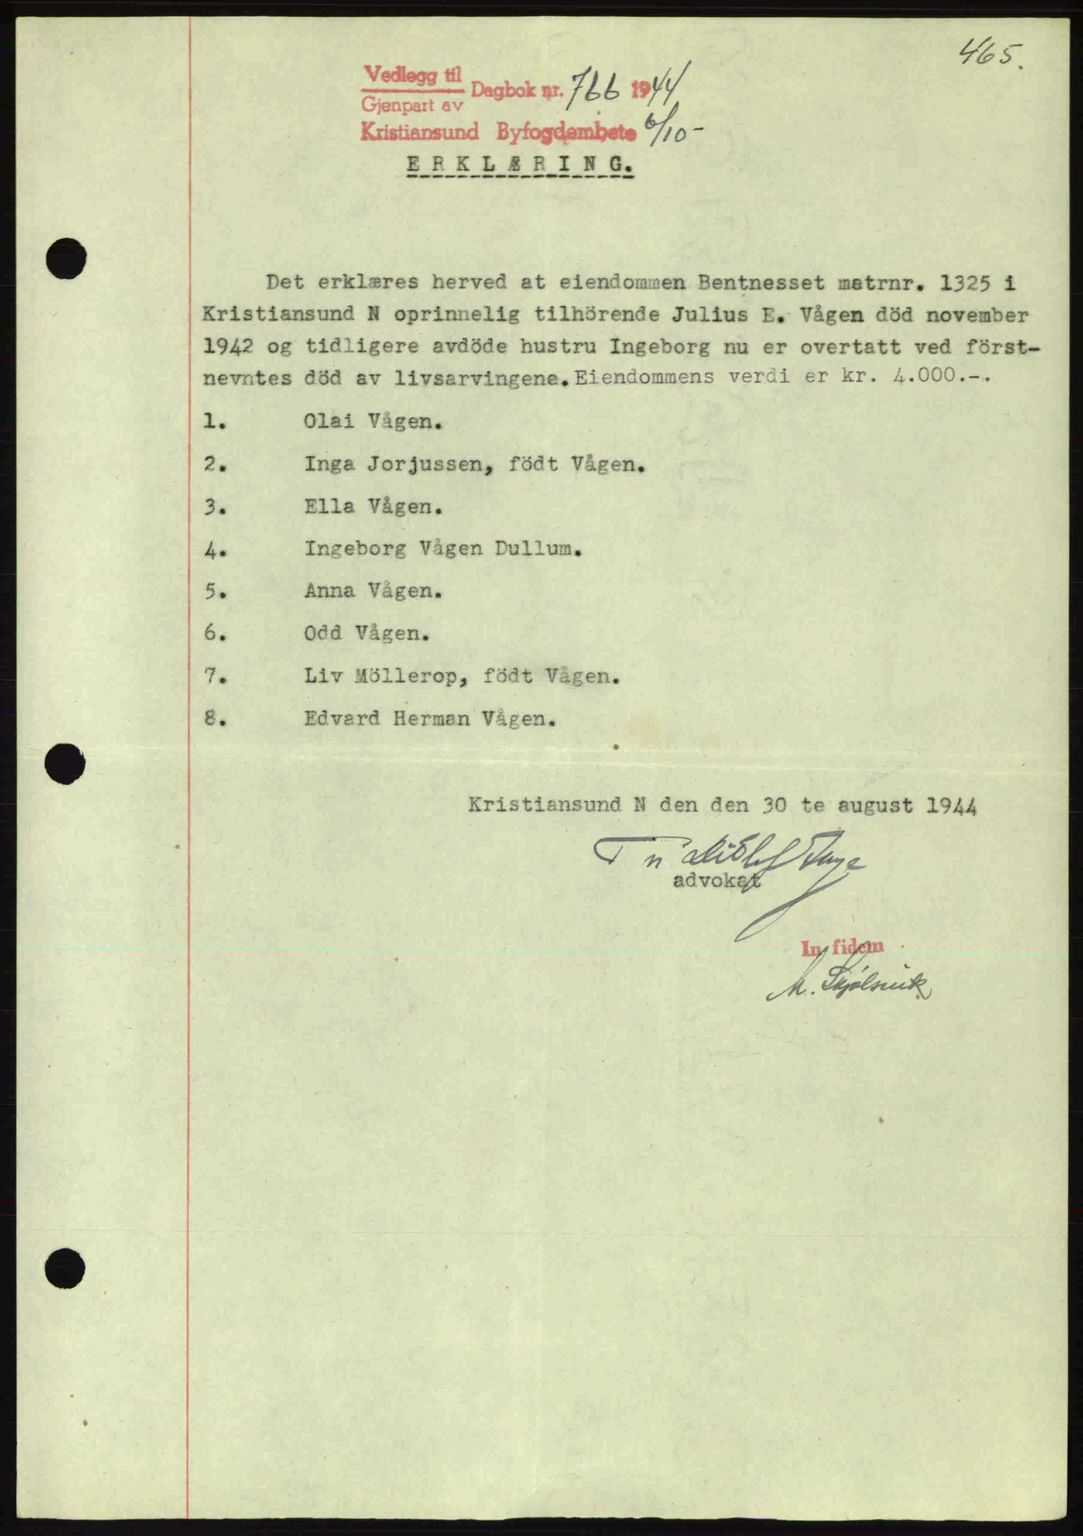 465.
Vedlegg til
Gjenpart av
Dagbok nr. 766 1944
Kristiansund Byfogdembete 6/10-
ERKLÆRING.
Det erklæres herved at eiendommen Bentnesset matrnr. 1325 i
Kristiansund N oprinnelig tilhörende Julius E. Vågen död november
1942 og tidligere avdöde hustru Ingeborg nu er overtatt ved först-
nevntes död av livsarvingene. Eiendommens verdi er kr. 4.000.-.
1. Olai Vågen.
2. Inga Jorjussen, födt Vågen.
3. Ella Vågen.
4. Ingeborg Vågen Dullum.
5. Anna Vågen.
6. Odd Vågen.
7. Liv Möllerop, födt Vågen.
8. Edvard Herman Vågen.
Kristiansund N den den 30 te august 1944
advokat
In fidem
M.